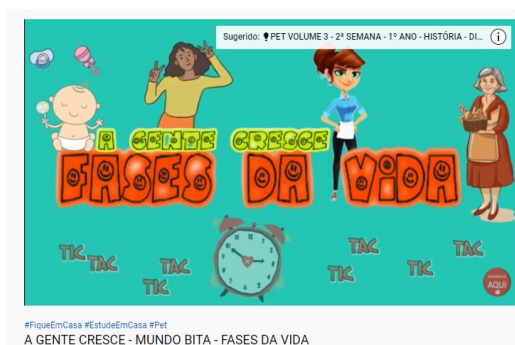 Sugerido: PET VOLUME 3 - 2ª SEMANA - 1º ANO - HISTÓRIA - DI...
A GENTE CRESCE
FASES DA VIDA
TIC
TAC
TAC
TIC
TAC
TIC
TIC
TAC
AQUI
#FiqueEmCasa #EstudeEmCasa #Pet
A GENTE CRESCE - MUNDO BITA - FASES DA VIDA